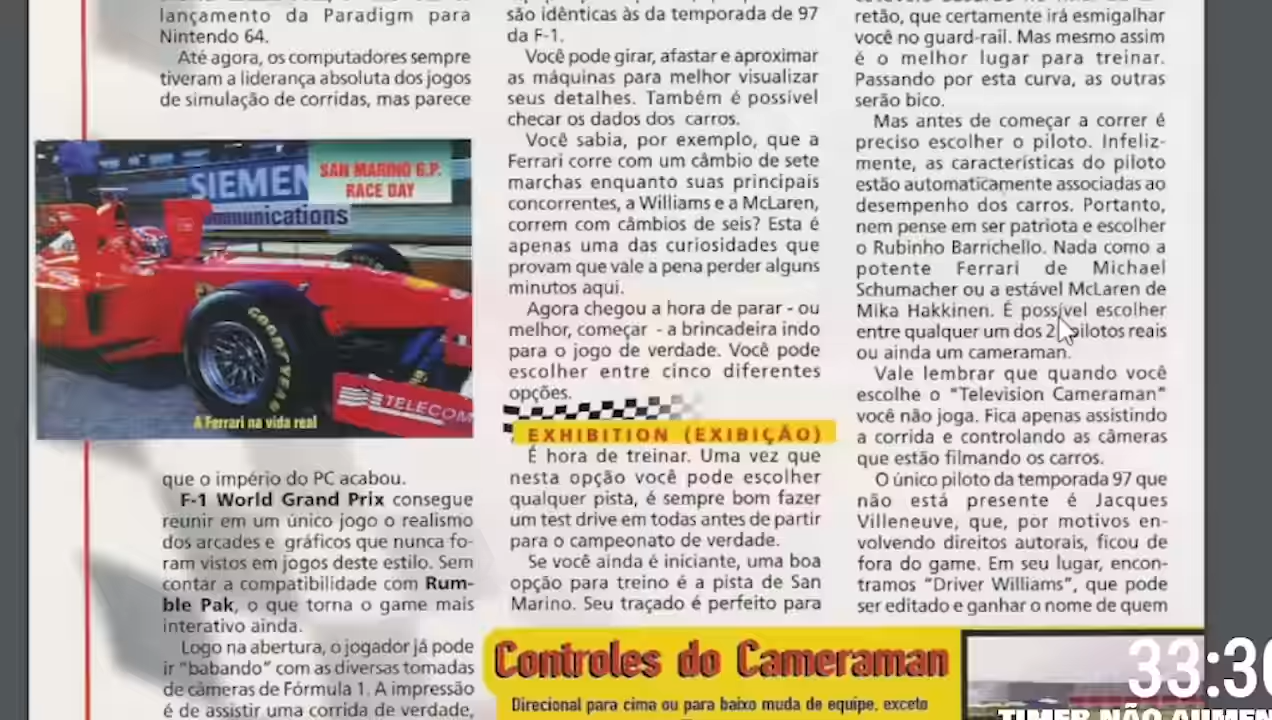 lançamento da Paradigm para
Nintendo 64.
Até agora, os computadores sempre
tiveram a liderança absoluta dos jogos
de simulação de corridas, mas parece
SIEMEN
mmunications
SAN MARINO G.P.
RACE DAY
GOODYEAR
TELECOM
A Ferrari na vida real
que o império do PC acabou.
F-1 World Grand Prix consegue
reunir em um único jogo o realismo
dos arcades e gráficos que nunca fo-
ram vistos em jogos deste estilo. Sem
contar a compatibilidade com Rum-
ble Pak, o que torna o game mais
interativo ainda.
Logo na abertura, o jogador já pode
ir "babando" com as diversas tomadas
de câmeras de Fórmula 1. A impressão
é de assistir uma corrida de verdade,
são idênticas às da temporada de 97
da F-1.
Você pode girar, afastar e aproximar
as máquinas para melhor visualizar
seus detalhes. Também é possível
checar os dados dos carros.
Você sabia, por exemplo, que a
Ferrari corre com um câmbio de sete
marchas enquanto suas principais
concorrentes, a Williams e a McLaren,
correm com câmbios de seis? Esta é
apenas uma das curiosidades que
provam que vale a pena perder alguns
minutos aqui.
Agora chegou a hora de parar - ou
melhor, começar - a brincadeira indo
para o jogo de verdade. Você pode
escolher entre cinco diferentes
opções.
EXHIBITION (EXIBIÇÃO)
É hora de treinar. Uma vez que
nesta opção você pode escolher
qualquer pista, é sempre bom fazer
um test drive em todas antes de partir
para o campeonato de verdade.
Se você ainda é iniciante, uma boa
opção para treino é a pista de San
Marino. Seu traçado é perfeito para
retão, que certamente irá esmigalhar
você no guard-rail. Mas mesmo assim
é o melhor lugar para treinar.
Passando por esta curva, as outras
serão bico.
Mas antes de começar a correr é
preciso escolher o piloto. Infeliz-
mente, as características do piloto
estão automaticamente associadas ao
desempenho dos carros. Portanto,
nem pense em ser patriota e escolher
o Rubinho Barrichello. Nada como a
potente Ferrari de Michael
Schumacher ou a estável McLaren de
Mika Hakkinen. É possível escolher
entre qualquer um dos pilotos reais
ou ainda um cameraman.
Vale lembrar que quando você
escolhe o "Television Cameraman"
você não joga. Fica apenas assistindo
a corrida e controlando as câmeras
que estão filmando os carros.
O único piloto da temporada 97 que
não está presente é Jacques
Villeneuve, que, por motivos en-
volvendo direitos autorais, ficou de
fora do game. Em seu lugar, encon-
tramos "Driver Williams", que pode
ser editado e ganhar o nome de quem
Controles do Cameraman
Direcional para cima ou para baixo muda de equipe, exceto
33:30
TIMER NÃO AUMEN